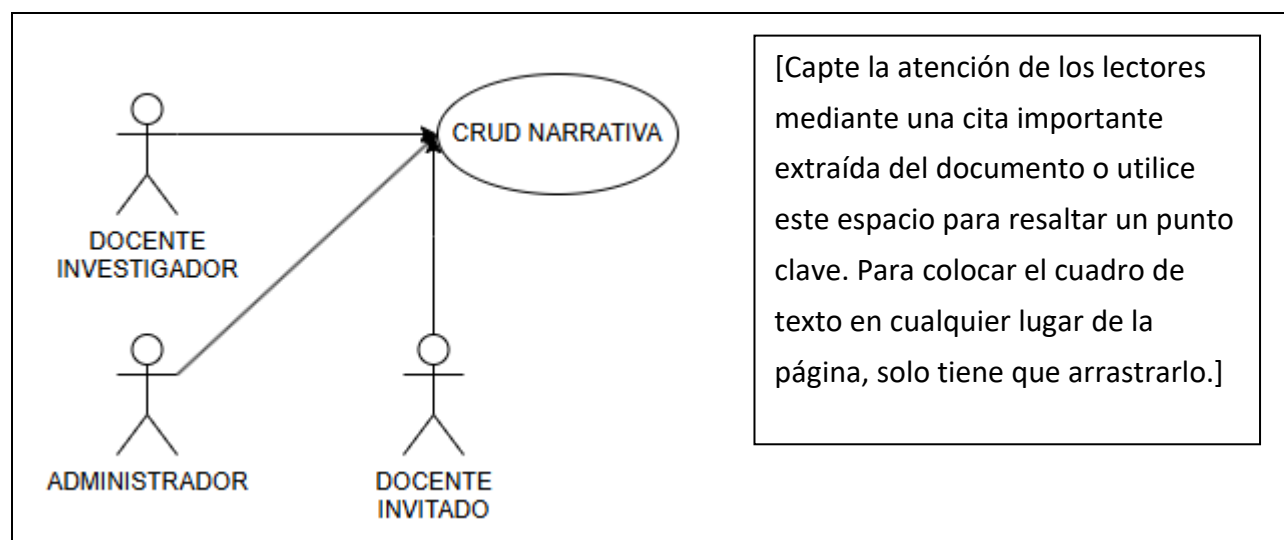 CRUD NARRATIVA
DOCENTE
INVESTIGADOR
ADMINISTRADOR
DOCENTE
INVITADO
[Capte la atención de los lectores
mediante una cita importante
extraída del documento o utilice
este espacio para resaltar un punto
clave. Para colocar el cuadro de
texto en cualquier lugar de la
página, solo tiene que arrastrarlo.]